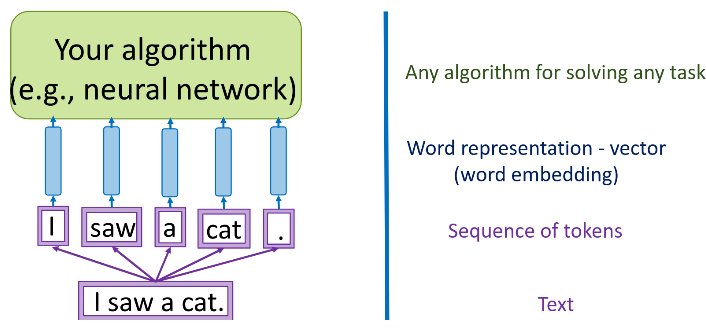 Your algorithm
(e.g., neural network)
I
saw
a
cat
.
I saw a cat.
Any algorithm for solving any task
Word representation - vector
(word embedding)
Sequence of tokens
Text